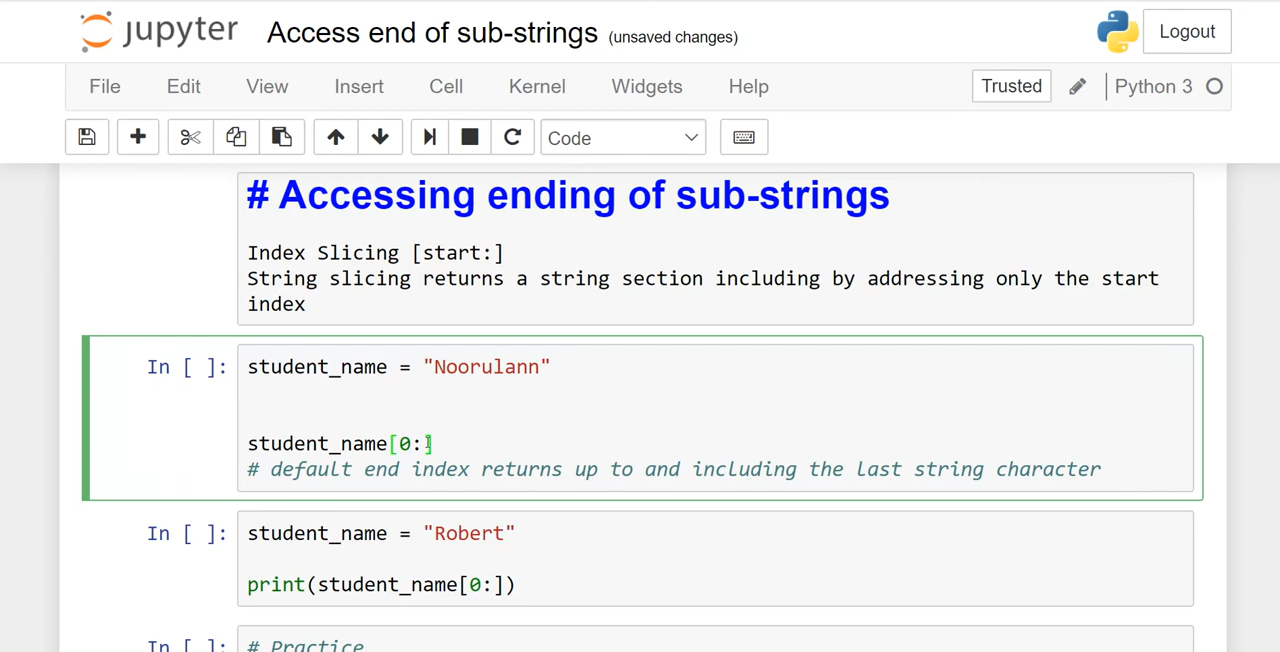 jupyter Access end of sub-strings (unsaved changes) Logout
File Edit View Insert Cell Kernel Widgets Help Trusted Python 3
Code
# Accessing ending of sub-strings
Index Slicing [start:]
String slicing returns a string section including by addressing only the start
index
In [ ]: student_name = "Noorulann"
student_name[0:]
# default end index returns up to and including the last string character
In [ ]: student_name = "Robert"
print(student_name[0:])
In [ ]: # Practice